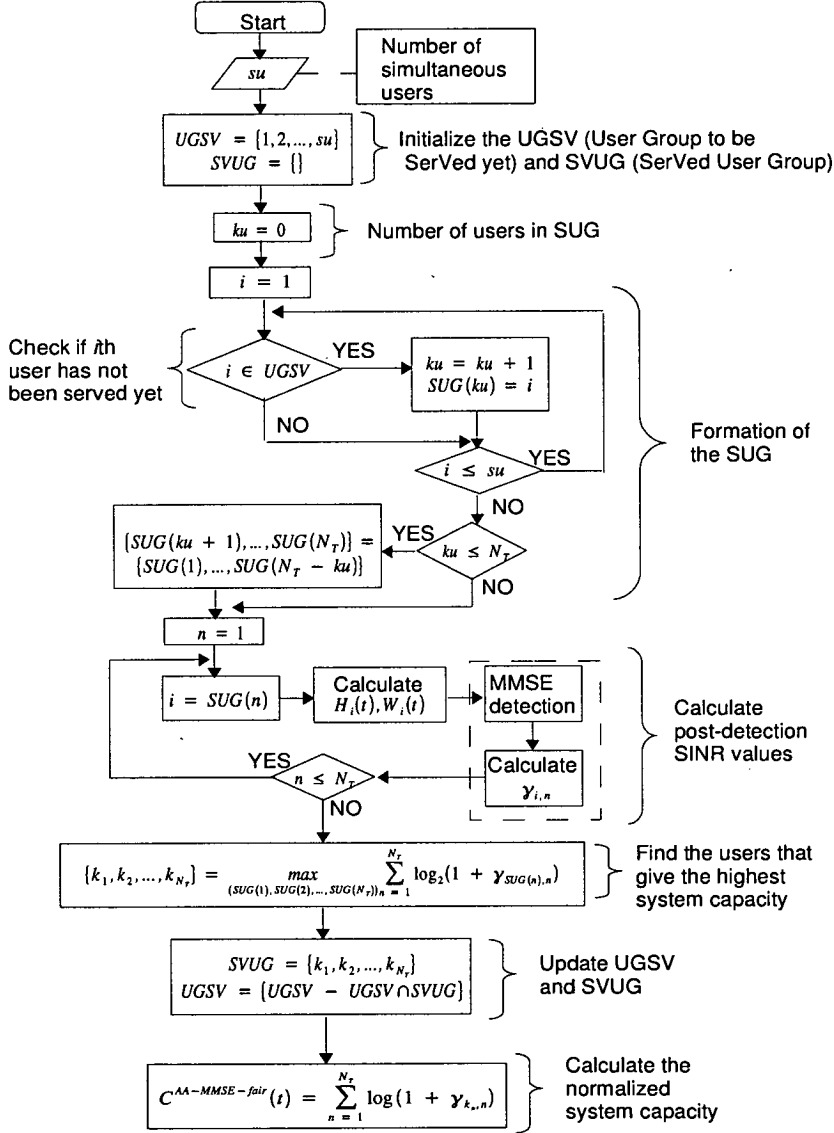 Start
su
Number of
simultaneous
users
UGSV = {1,2,...,su}
SVUG = {}
Initialize the UGSV (User Group to be
SerVed yet) and SVUG (SerVed User Group)
ku = 0
Number of users in SUG
i = 1
Check if ith
user has not
been served yet
i ∈ UGSV
YES
ku = ku + 1
SUG(ku) = i
NO
i ≤ su
YES
NO
Formation of
the SUG
{SUG(ku + 1),...,SUG(N_T)} =
{SUG(1),...,SUG(N_T − ku)}
YES
ku ≤ N_T
NO
n = 1
i = SUG(n)
Calculate
H_i(t),W_i(t)
MMSE
detection
Calculate
γ_{i,n}
Calculate
post-detection
SINR values
YES
n ≤ N_T
NO
{k_1, k_2, ..., k_{N_T}} = max_{(SUG(1),SUG(2),...,SUG(N_T))} ∑_{n = 1}^{N_T} log_2(1 + γ_{SUG(n),n})
Find the users that
give the highest
system capacity
SVUG = {k_1, k_2, ..., k_{N_T}}
UGSV = {UGSV − UGSV∩SVUG}
Update UGSV
and SVUG
C^{AA−MMSE−fair}(t) = ∑_{n = 1}^{N_T} log(1 + γ_{k_n,n})
Calculate the
normalized
system capacity